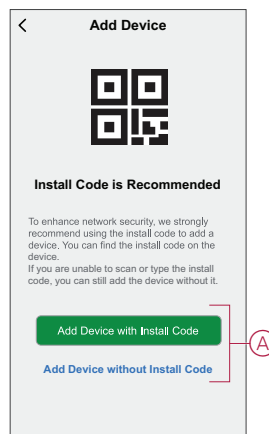 Add Device
Install Code is Recommended
To enhance network security, we strongly
recommend using the install code to add a
device. You can find the install code on the
device.
If you are unable to scan or type the install
code, you can still add the device without it.
Add Device with Install Code
A
Add Device without Install Code